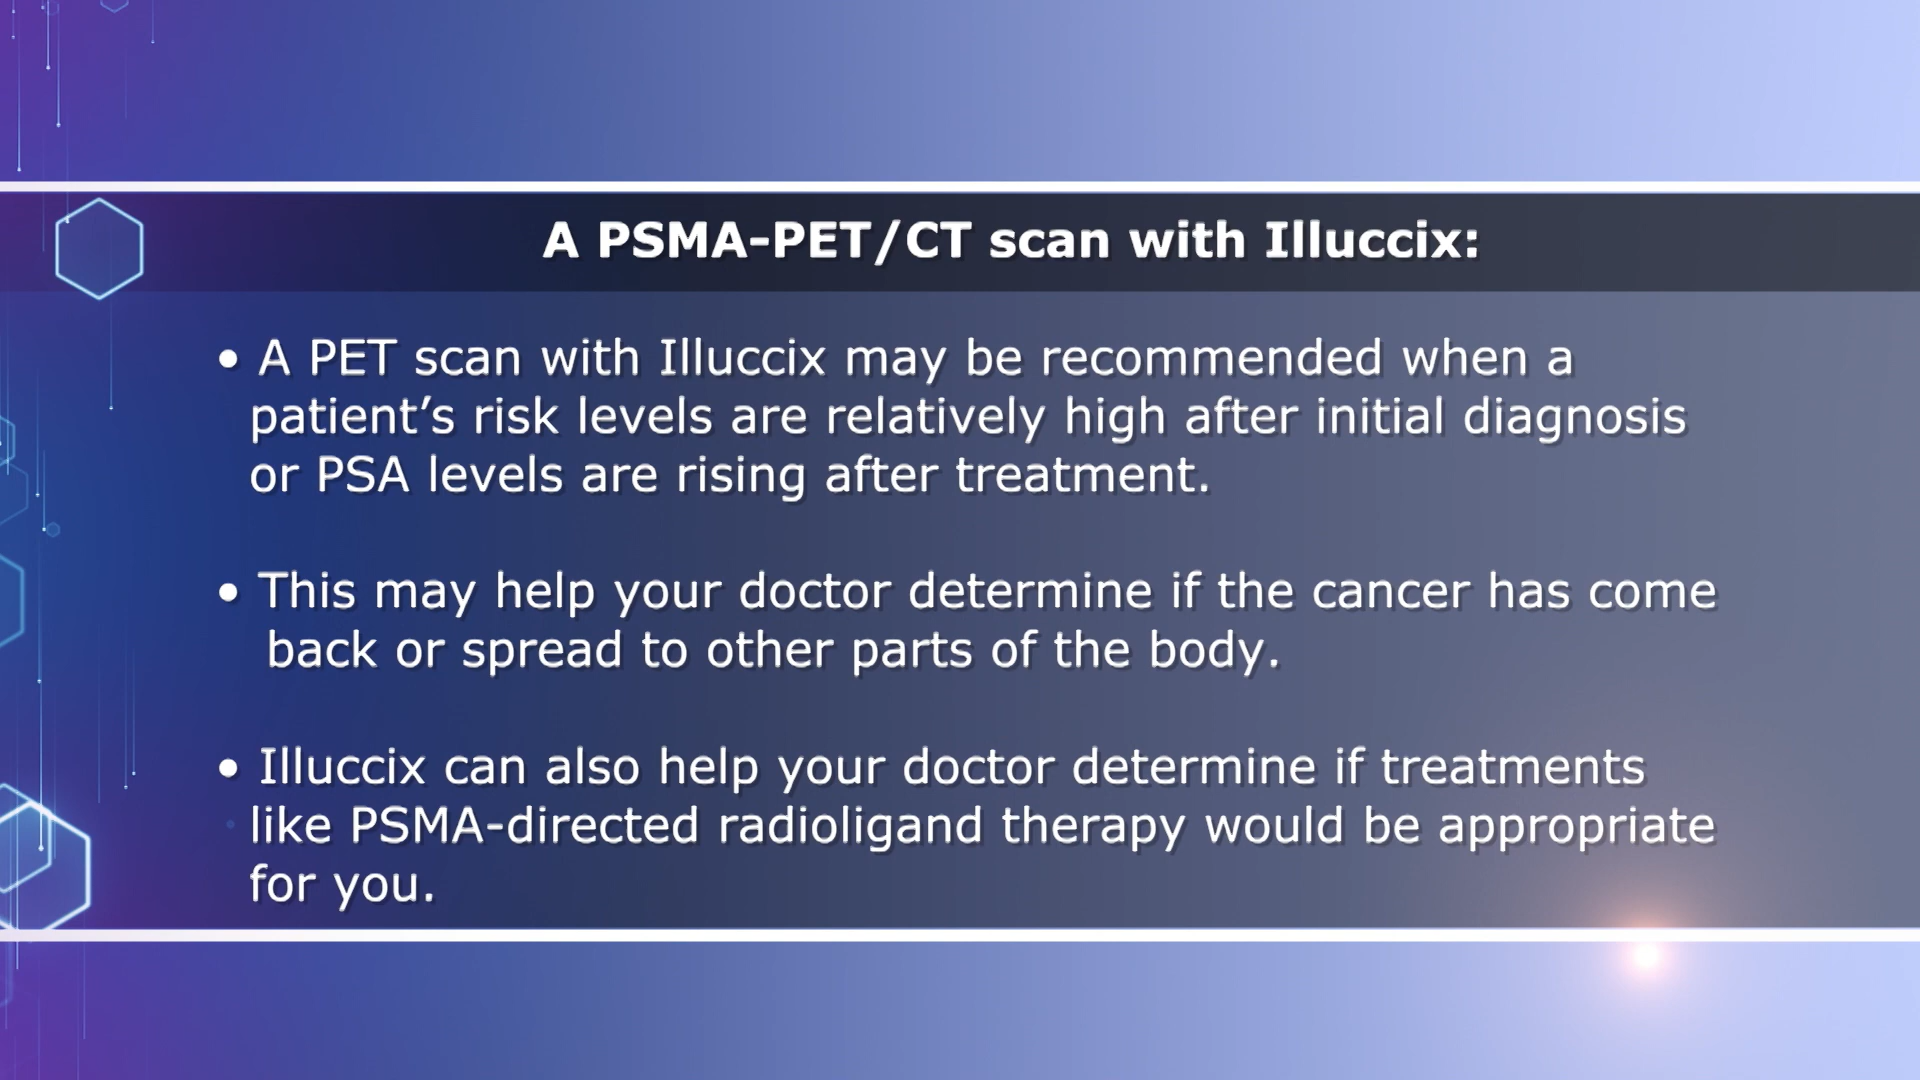 A PSMA-PET/CT scan with Illuccix:
• A PET scan with Illuccix may be recommended when a
patient’s risk levels are relatively high after initial diagnosis
or PSA levels are rising after treatment.
• This may help your doctor determine if the cancer has come
back or spread to other parts of the body.
• Illuccix can also help your doctor determine if treatments
like PSMA-directed radioligand therapy would be appropriate
for you.